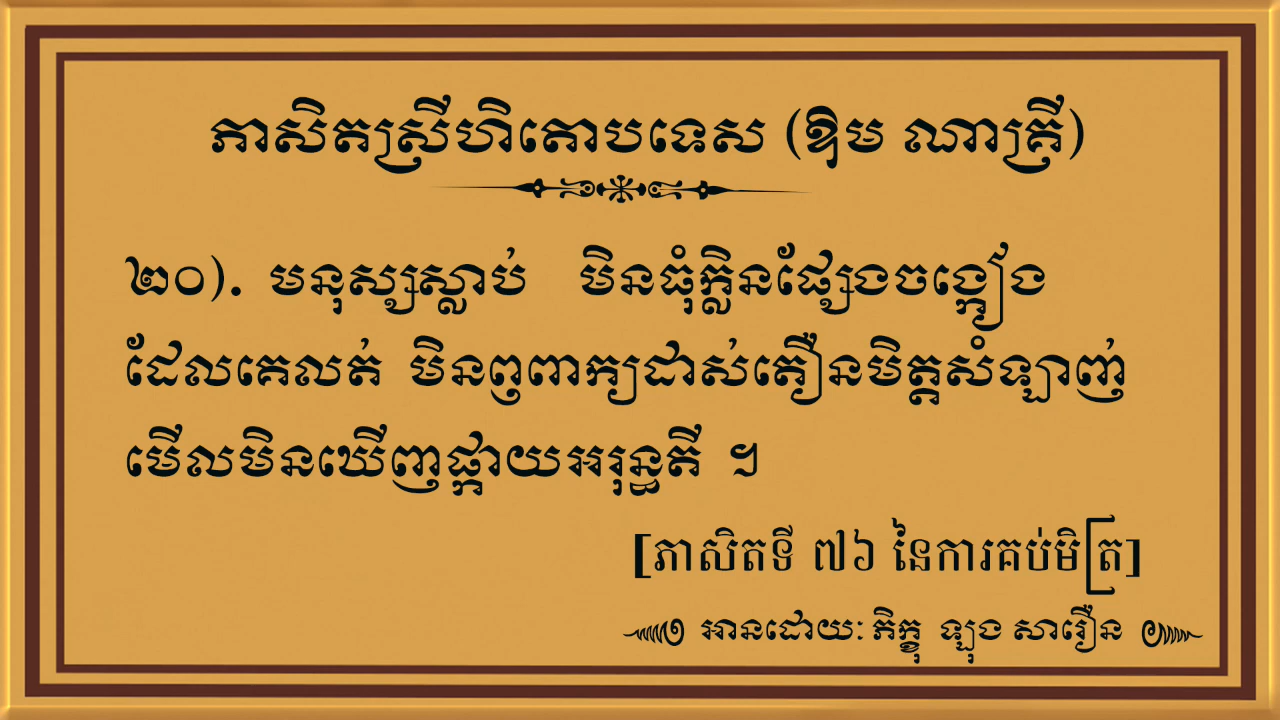 ភាសិតស្រីហិតោបទេស (ឱម ណាគ្រី)
២០). មនុស្សស្លាប់ មិនធុំក្លិនផ្សែងចង្កៀង
ដែលគេលត់ មិនឮពាក្យដាស់តឿនមិត្តសំឡាញ់
មើលមិនឃើញផ្កាយអរុន្ធតី ៕
[ភាសិតទី ៧៦ នៃការគប់មិត្រ]
អានដោយៈ ភិក្ខុ ឡុង សារឿន